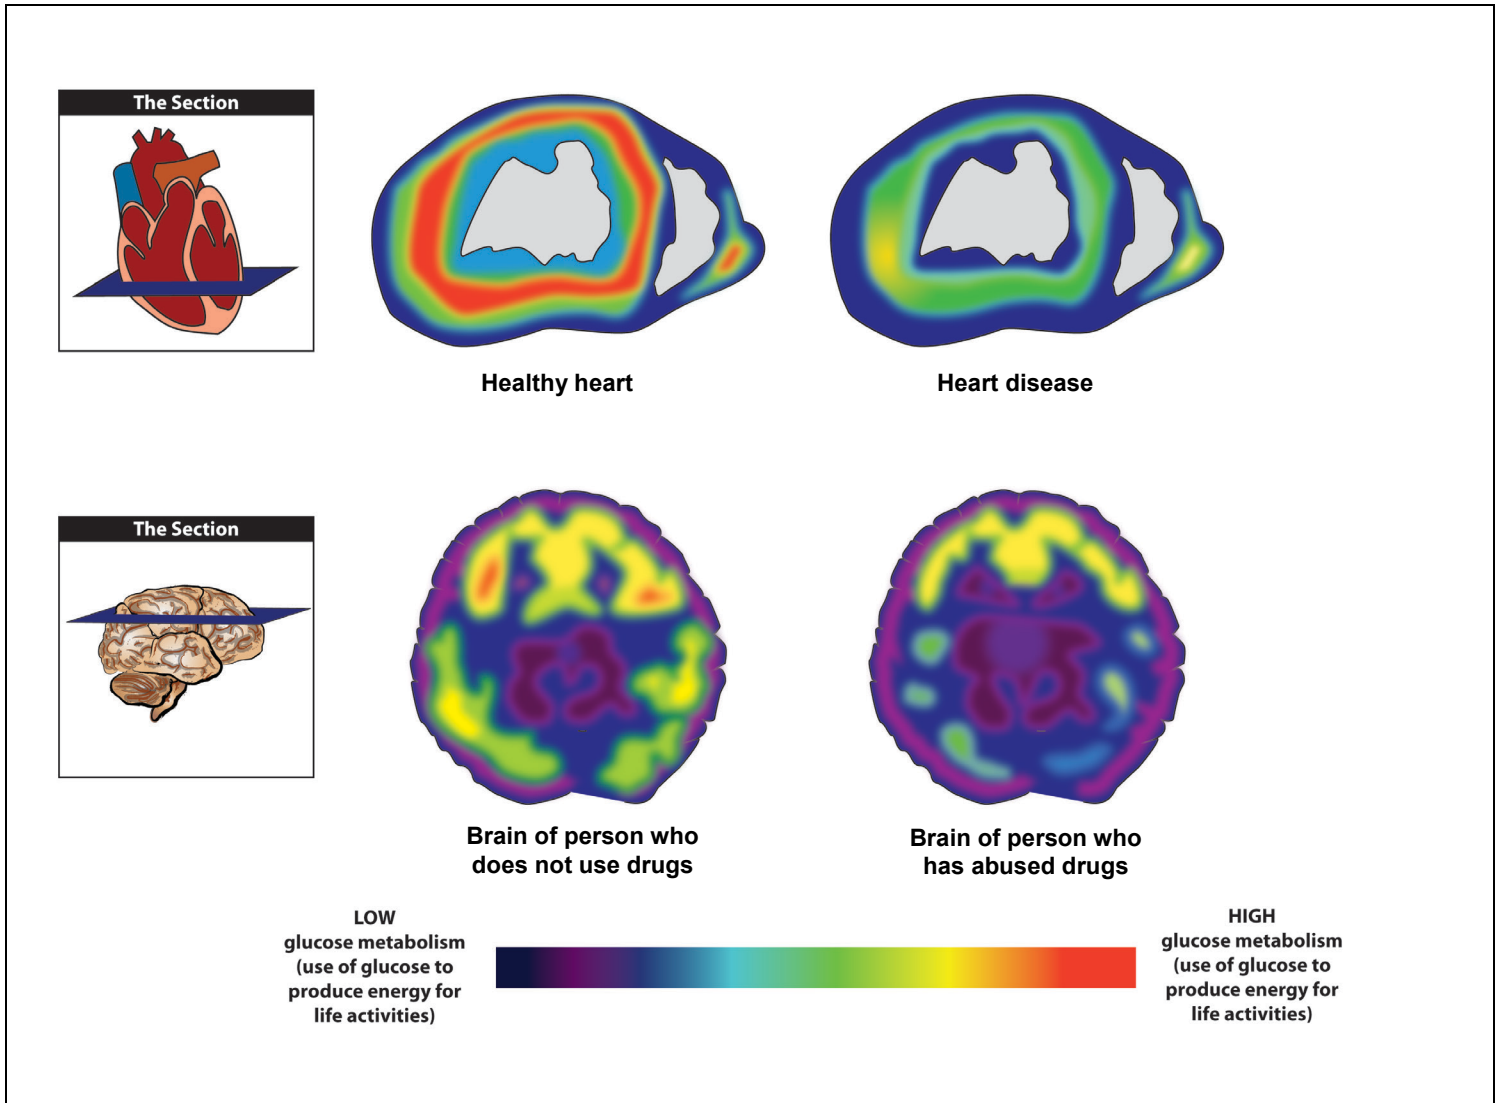 The Section
Healthy heart
Heart disease
The Section
Brain of person who
does not use drugs
Brain of person who
has abused drugs
LOW
glucose metabolism
(use of glucose to
produce energy for
life activities)
HIGH
glucose metabolism
(use of glucose to
produce energy for
life activities)